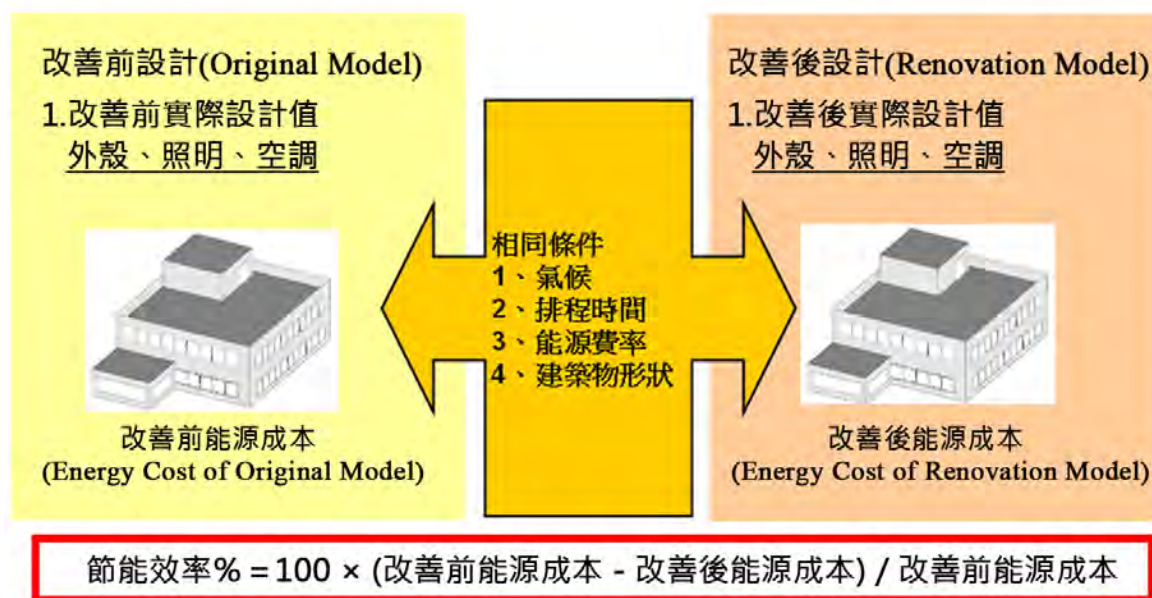 改善前設計(Original Model)
1.改善前實際設計值
外殼、照明、空調
改善前能源成本
(Energy Cost of Original Model)
相同條件
1、氣候
2、排程時間
3、能源費率
4、建築物形狀
改善後設計(Renovation Model)
1.改善後實際設計值
外殼、照明、空調
改善後能源成本
(Energy Cost of Renovation Model)
節能效率% = 100 × (改善前能源成本 - 改善後能源成本) / 改善前能源成本